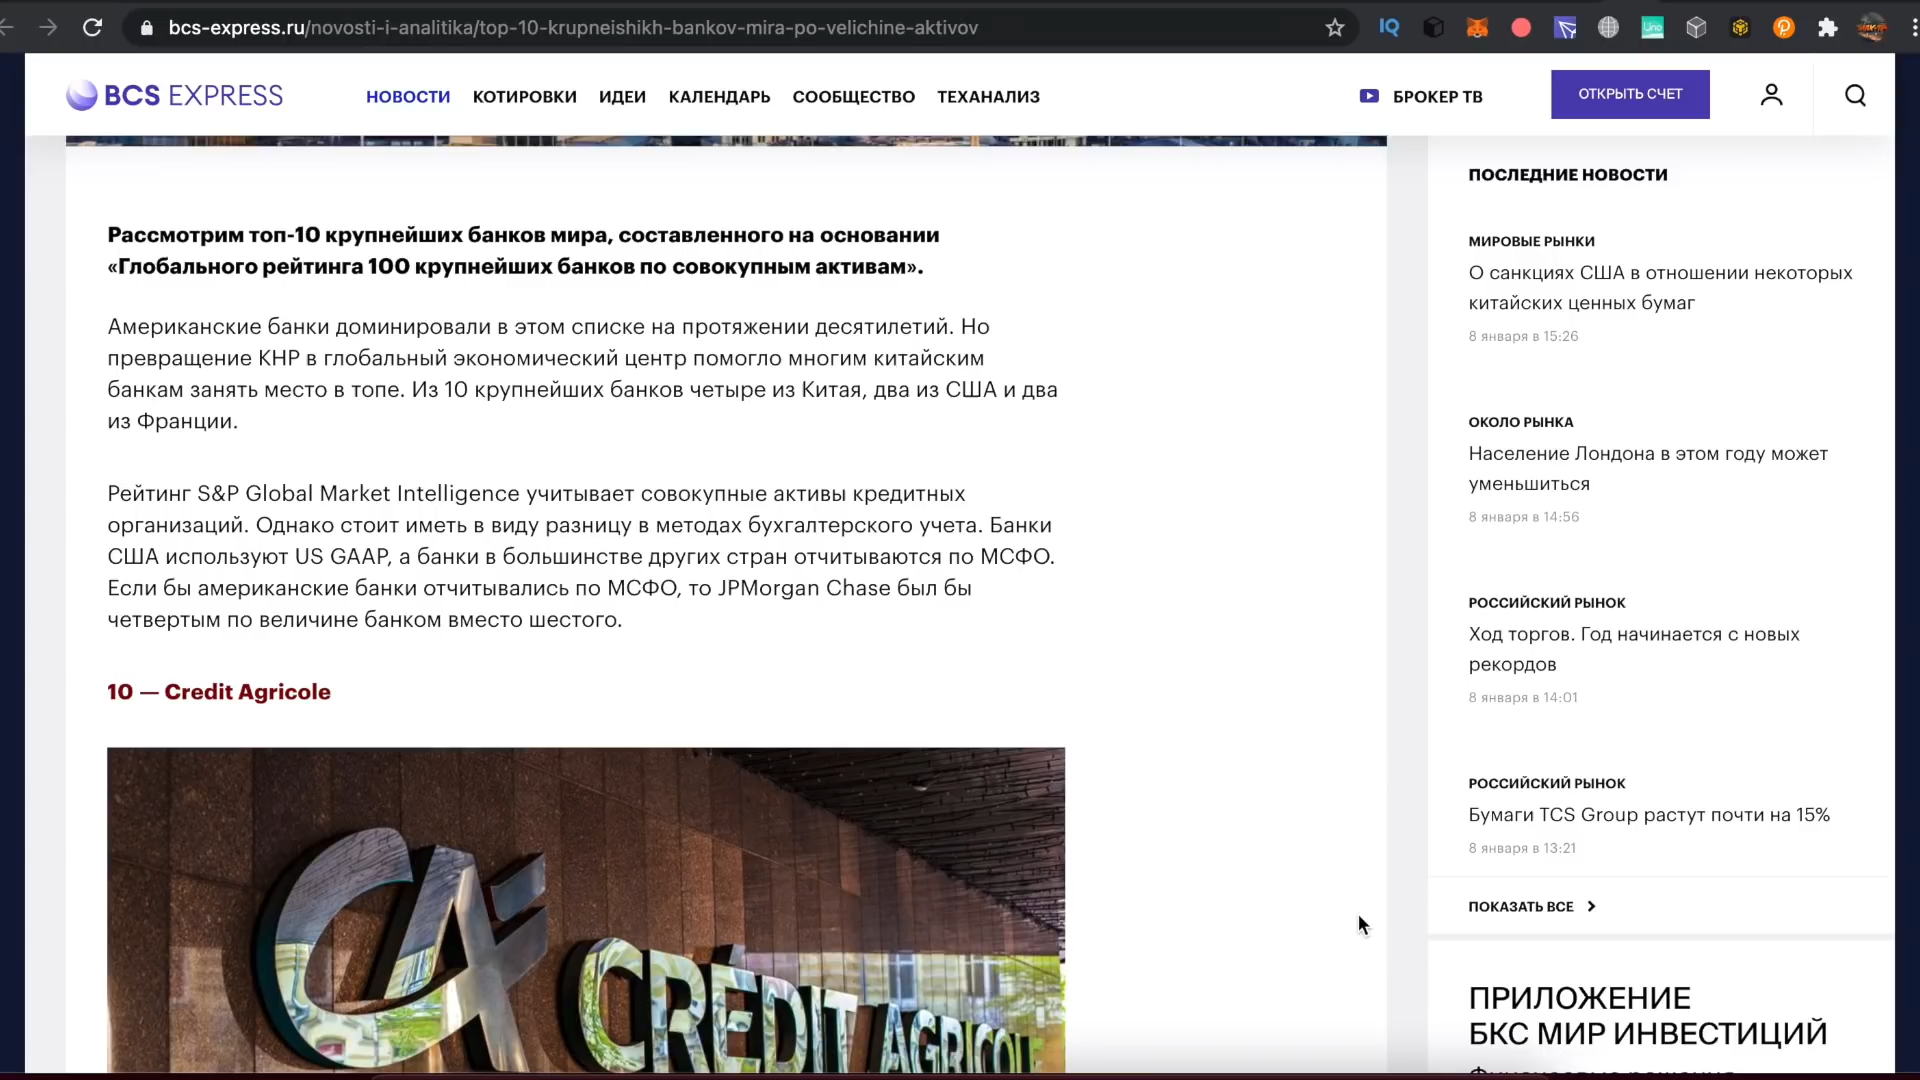 bcs-express.ru/novosti-i-analitika/top-10-krupneishikh-bankov-mira-po-velichine-aktivov
BCS EXPRESS
НОВОСТИ КОТИРОВКИ ИДЕИ КАЛЕНДАРЬ СООБЩЕСТВО ТЕХАНАЛИЗ
БРОКЕР ТВ
ОТКРЫТЬ СЧЕТ
Рассмотрим топ-10 крупнейших банков мира, составленного на основании
«Глобального рейтинга 100 крупнейших банков по совокупным активам».
Американские банки доминировали в этом списке на протяжении десятилетий. Но
превращение КНР в глобальный экономический центр помогло многим китайским
банкам занять место в топе. Из 10 крупнейших банков четыре из Китая, два из США и два
из Франции.
Рейтинг S&P Global Market Intelligence учитывает совокупные активы кредитных
организаций. Однако стоит иметь в виду разницу в методах бухгалтерского учета. Банки
США используют US GAAP, а банки в большинстве других стран отчитываются по МСФО.
Если бы американские банки отчитывались по МСФО, то JPMorgan Chase был бы
четвертым по величине банком вместо шестого.
10 — Credit Agricole
CRÉDIT AGRICOLE
ПОСЛЕДНИЕ НОВОСТИ
МИРОВЫЕ РЫНКИ
О санкциях США в отношении некоторых
китайских ценных бумаг
8 января в 15:26
ОКОЛО РЫНКА
Население Лондона в этом году может
уменьшиться
8 января в 14:56
РОССИЙСКИЙ РЫНОК
Ход торгов. Год начинается с новых
рекордов
8 января в 14:01
РОССИЙСКИЙ РЫНОК
Бумаги TCS Group растут почти на 15%
8 января в 13:21
ПОКАЗАТЬ ВСЕ
ПРИЛОЖЕНИЕ
БКС МИР ИНВЕСТИЦИЙ